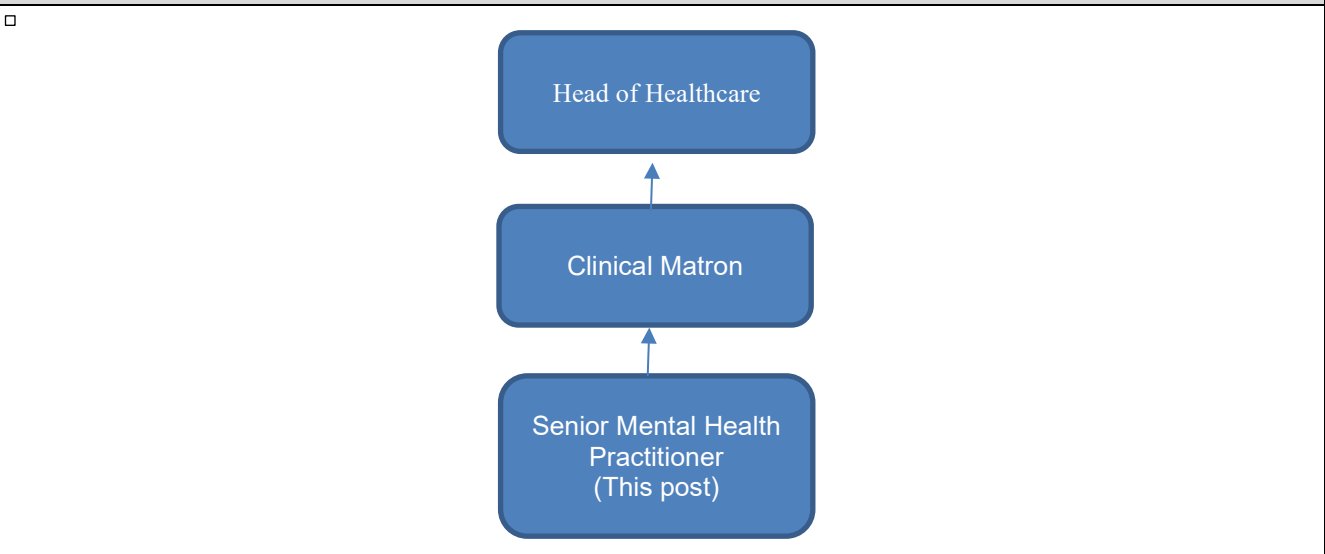 Head of Healthcare
Clinical Matron
Senior Mental Health
Practitioner
(This post)